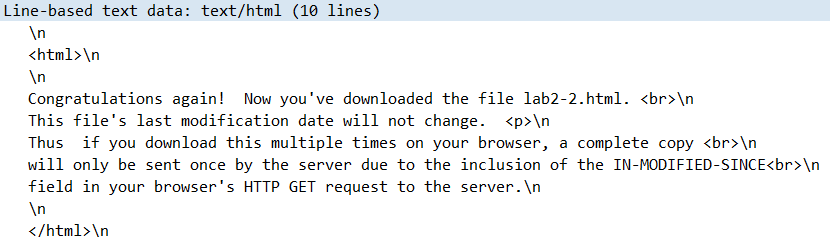 Line-based text data: text/html (10 lines)
\n
<html>\n
\n
Congratulations again!  Now you've downloaded the file lab2-2.html. <br>\n
This file's last modification date will not change.  <p>\n
Thus  if you download this multiple times on your browser, a complete copy <br>\n
will only be sent once by the server due to the inclusion of the IN-MODIFIED-SINCE<br>\n
field in your browser's HTTP GET request to the server.\n
\n
</html>\n